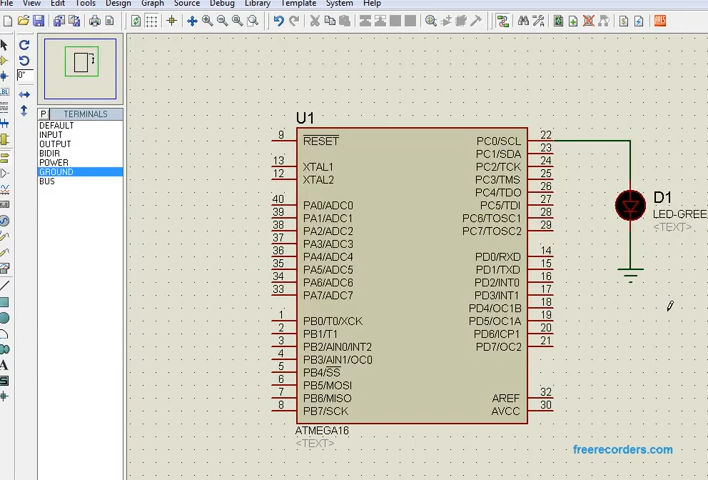 File View Edit Tools Design Graph Source Debug Library Template System Help
0°
P TERMINALS
DEFAULT
INPUT
OUTPUT
BIDIR
POWER
GROUND
BUS
U1
9 RESET
13 XTAL1
12 XTAL2
40 PA0/ADC0
39 PA1/ADC1
38 PA2/ADC2
37 PA3/ADC3
36 PA4/ADC4
35 PA5/ADC5
34 PA6/ADC6
33 PA7/ADC7
1 PB0/T0/XCK
2 PB1/T1
3 PB2/AIN0/INT2
4 PB3/AIN1/OC0
5 PB4/SS
6 PB5/MOSI
7 PB6/MISO
8 PB7/SCK
PC0/SCL 22
PC1/SDA 23
PC2/TCK 24
PC3/TMS 25
PC4/TDO 26
PC5/TDI 27
PC6/TOSC1 28
PC7/TOSC2 29
PD0/RXD 14
PD1/TXD 15
PD2/INT0 16
PD3/INT1 17
PD4/OC1B 18
PD5/OC1A 19
PD6/ICP1 20
PD7/OC2 21
AREF 32
AVCC 30
ATMEGA16
<TEXT>
D1
LED-GREE
<TEXT>
freerecorders.com